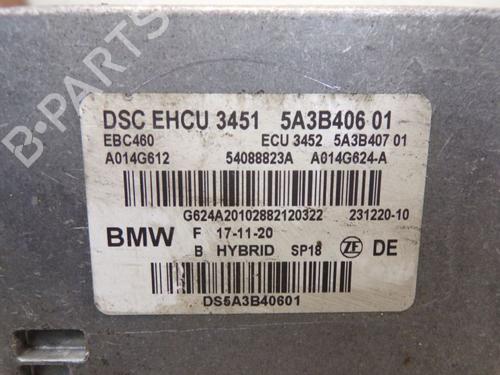 B-PARTS
DSC EHCU 3451 5A3B406 01
EBC460 ECU 3452 5A3B407 01
A014G612 54088823A A014G624-A
G624A20102882120322 231220-10
BMW F 17-11-20
B HYBRID SP18 ZF DE
DS5A3B40601